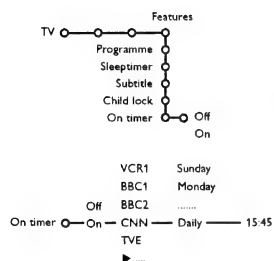 Features
TV
Programme
Sleeptimer
Subtitle
Child lock
On timer Off
On
VCR1 Sunday
BBC1 Monday
Off BBC2 .......
On timer On CNN Daily 15:45
TVE
▶ ....